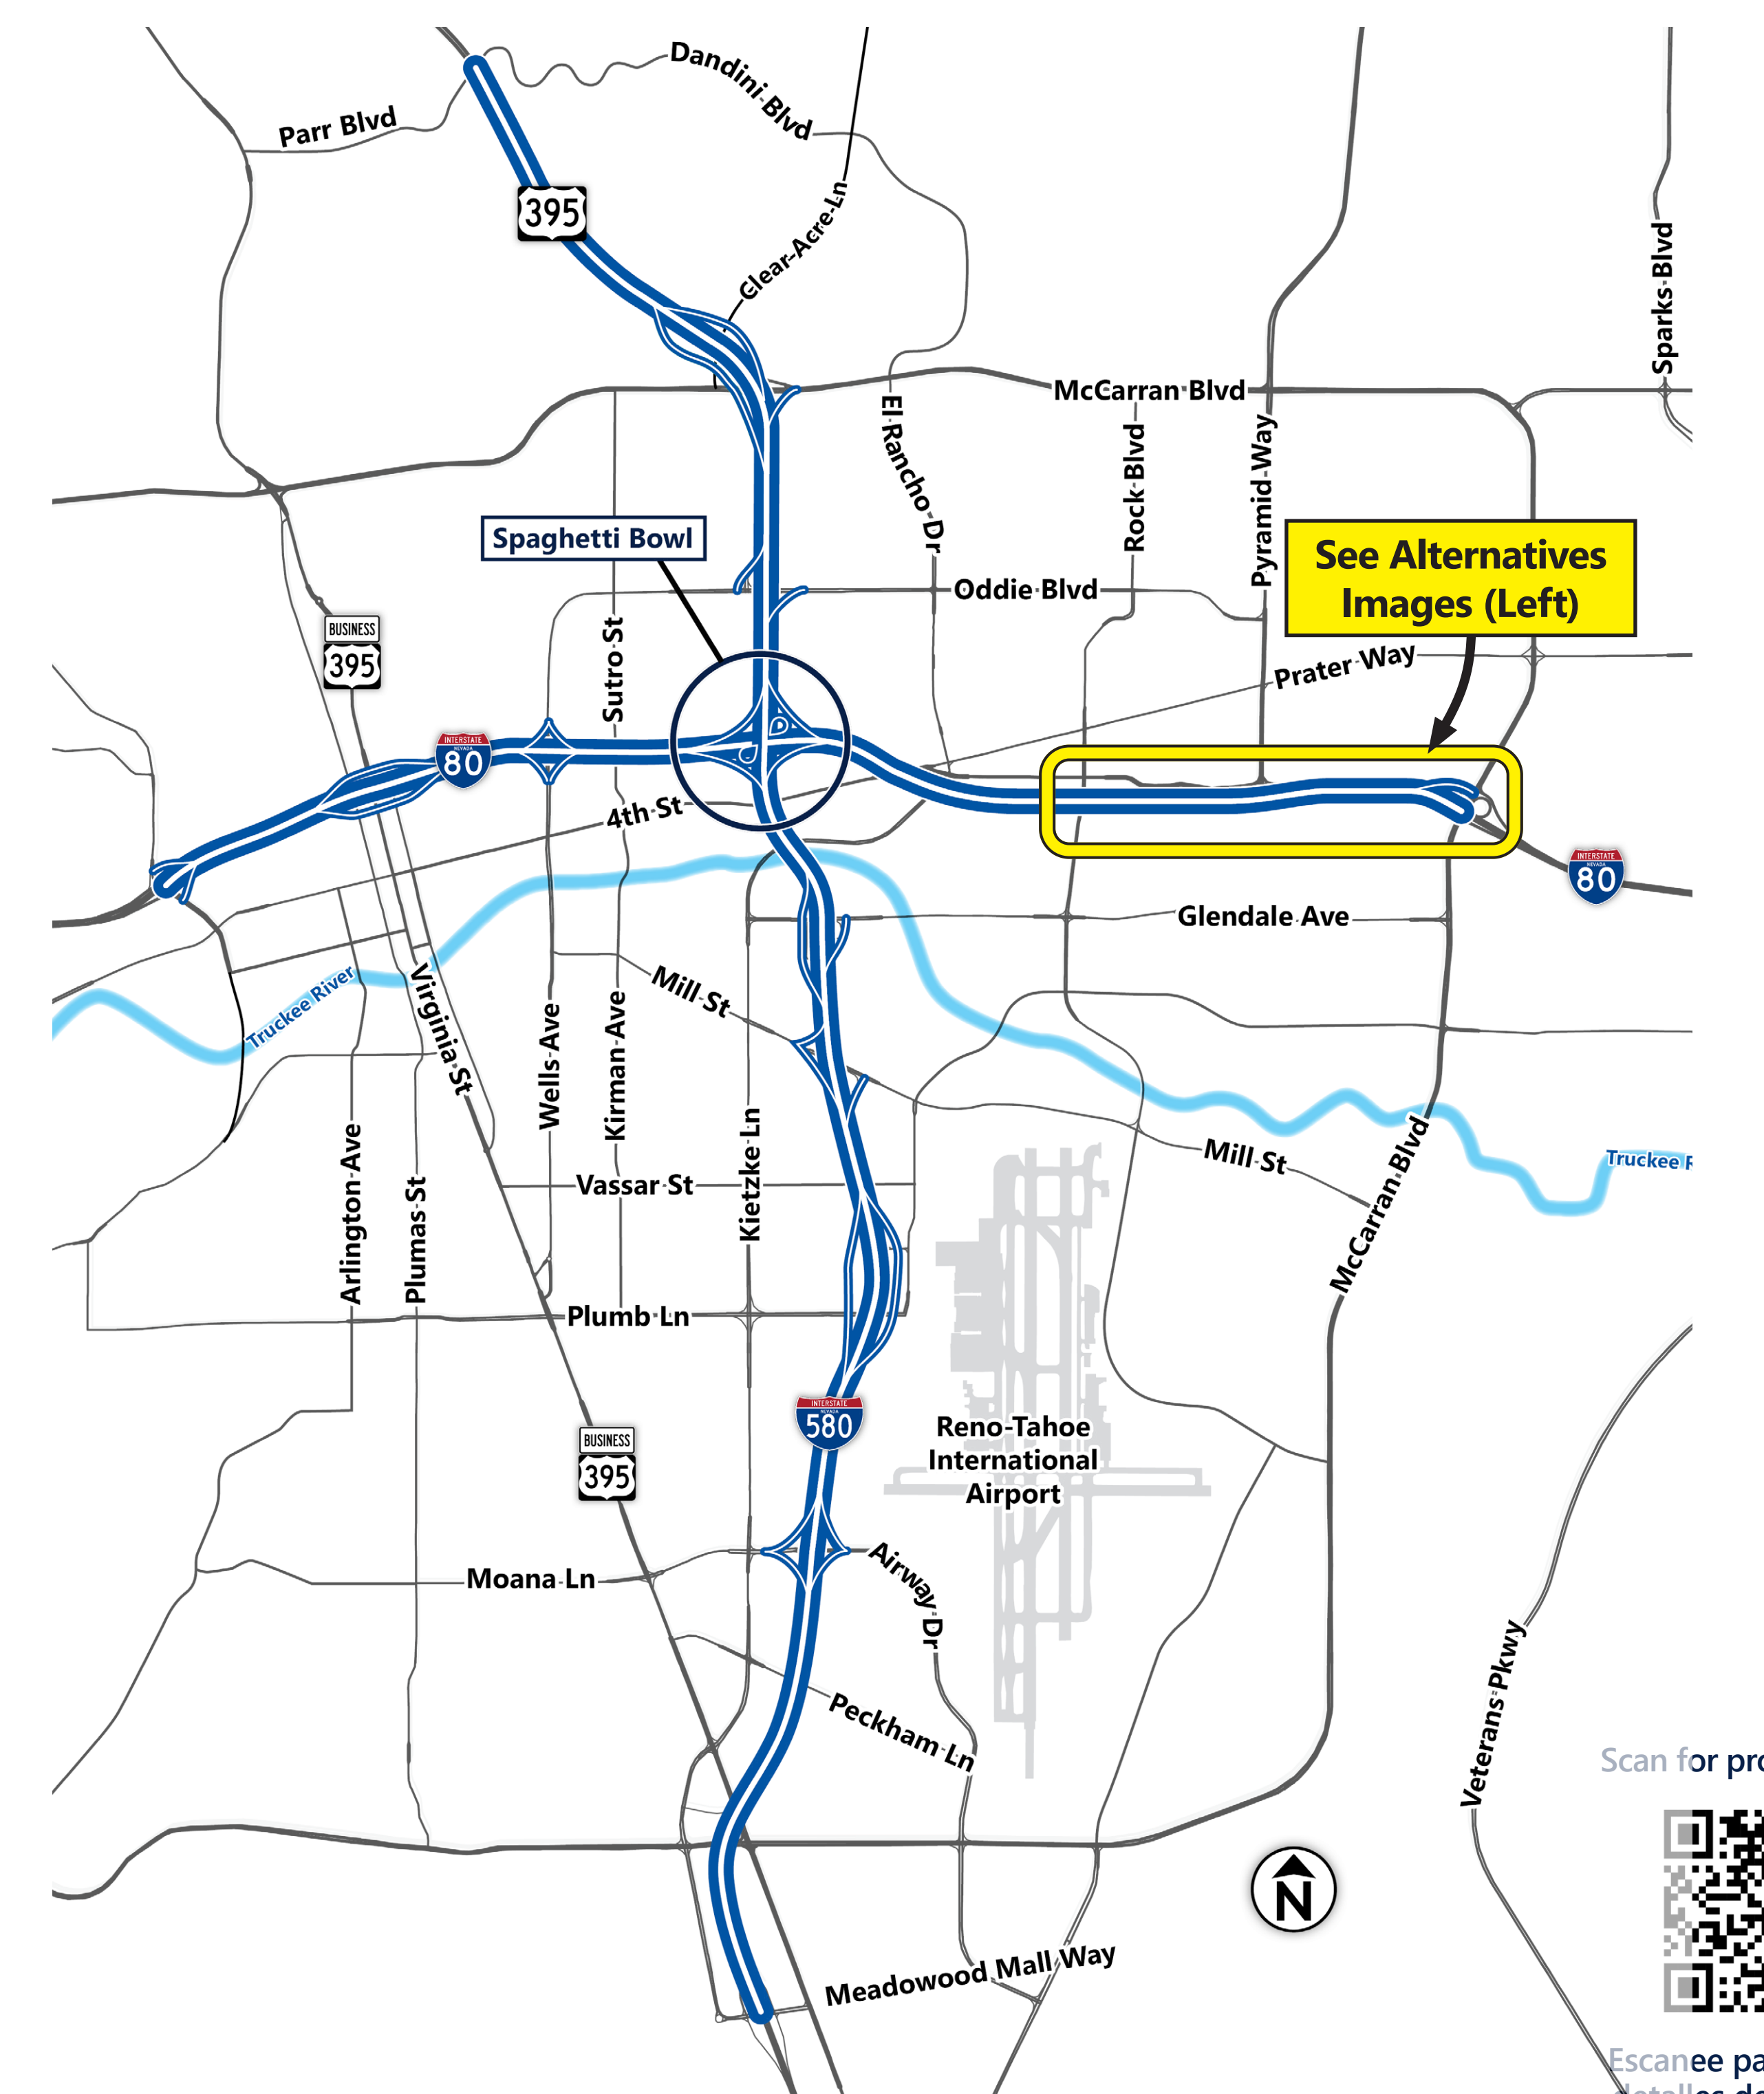 Dandini Blvd
Parr Blvd
395
Clear Acre Ln
Sparks Blvd
McCarran Blvd
El Rancho Dr
Rock Blvd
Pyramid Way
Spaghetti Bowl
See Alternatives
Images (Left)
Oddie Blvd
BUSINESS
395
Sutro St
Prater Way
INTERSTATE
NEVADA
80
4th St
INTERSTATE
NEVADA
80
Glendale Ave
Truckee River
Virginia St
Mill St
Wells Ave
Kirman Ave
Kietzke Ln
Arlington Ave
Plumas St
Vassar St
Mill St
McCarran Blvd
Truckee R
Plumb Ln
INTERSTATE
NEVADA
580
BUSINESS
395
Reno-Tahoe
International
Airport
Moana Ln
Airway Dr
Peckham Ln
Veterans Pkwy
Scan for pro
N
Meadowood Mall Way
Escanee pa
detalles de